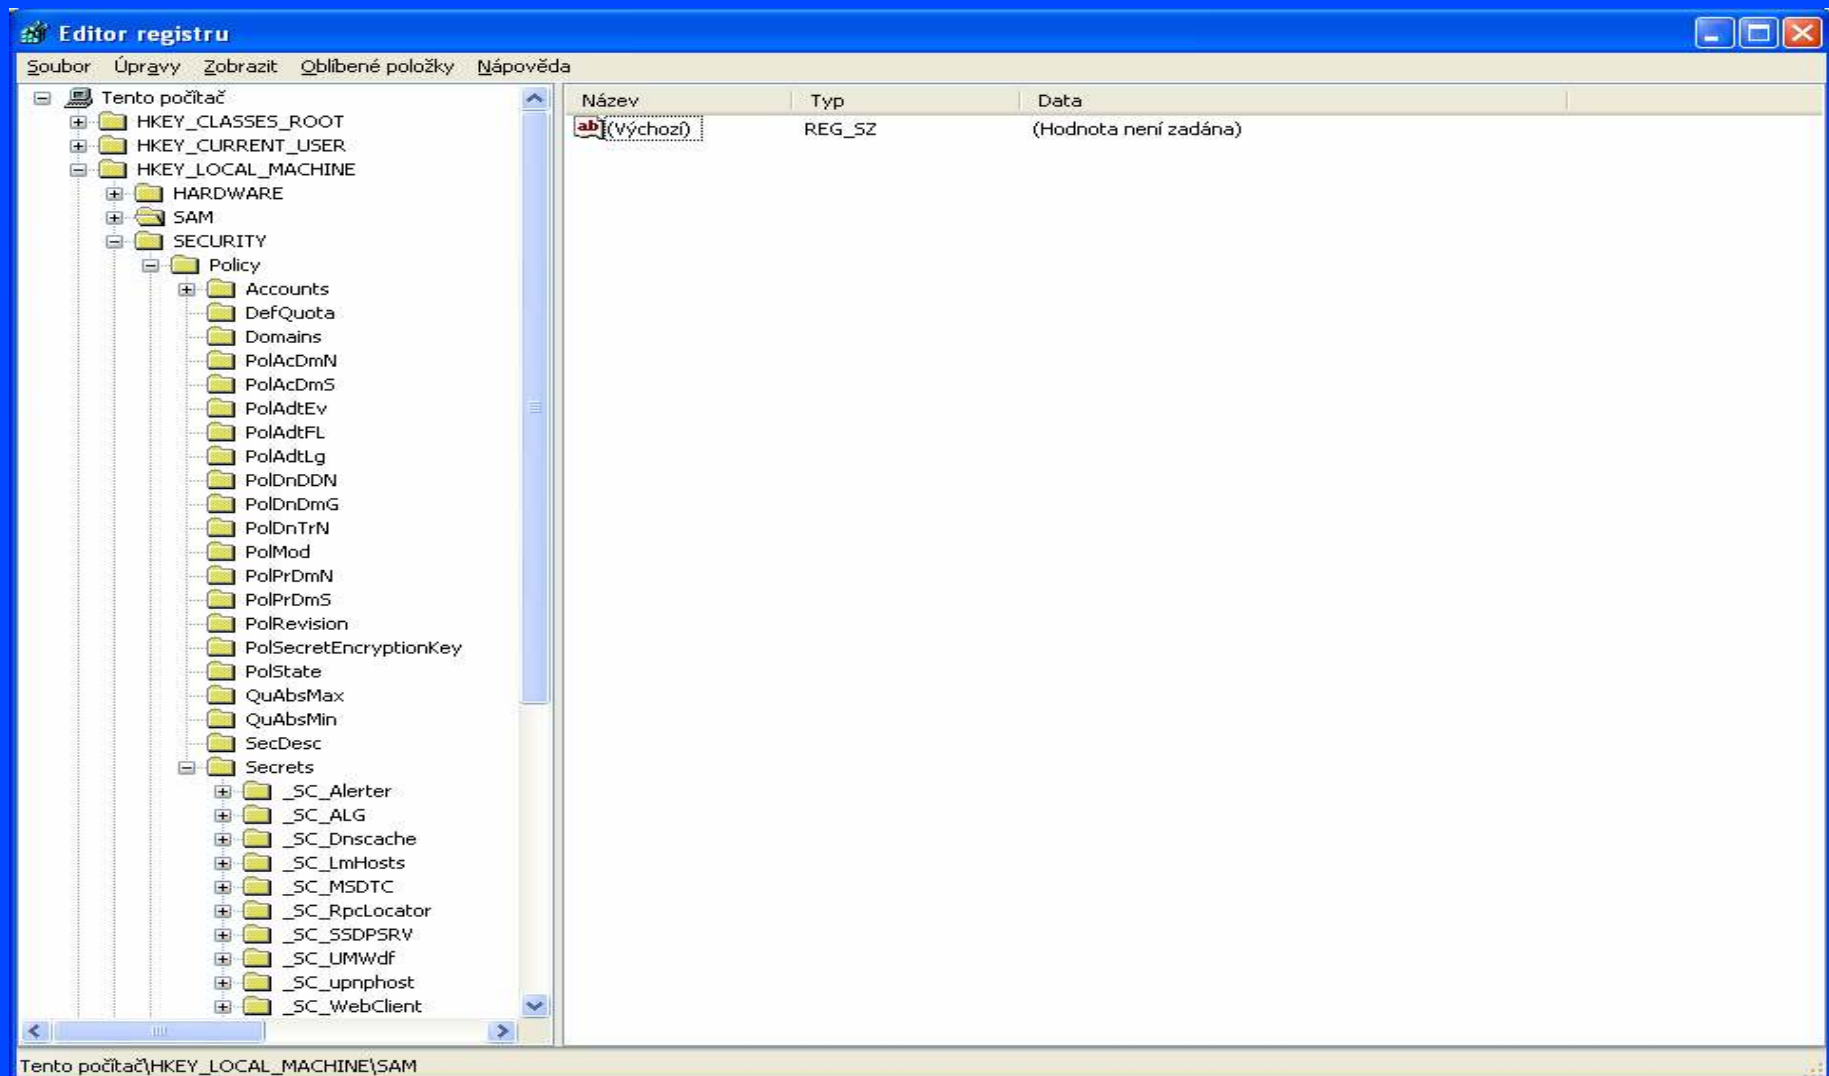 Editor registru
Soubor Úpravy Zobrazit Oblíbené položky Nápověda
Tento počítač
HKEY_CLASSES_ROOT
HKEY_CURRENT_USER
HKEY_LOCAL_MACHINE
HARDWARE
SAM
SECURITY
Policy
Accounts
DefQuota
Domains
PolAcDmN
PolAcDmS
PolAdtEv
PolAdtFL
PolAdtLg
PolDnDDN
PolDnDmG
PolDnTrN
PolMod
PolPrDmN
PolPrDmS
PolRevision
PolSecretEncryptionKey
PolState
QuAbsMax
QuAbsMin
SecDesc
Secrets
_SC_Alerter
_SC_ALG
_SC_Dnscache
_SC_LmHosts
_SC_MSDTC
_SC_RpcLocator
_SC_SSDPSRV
_SC_UMWdf
_SC_upnphost
_SC_WebClient
Název Typ Data
ab (Výchozí) REG_SZ (Hodnota není zadána)
Tento počítač\HKEY_LOCAL_MACHINE\SAM